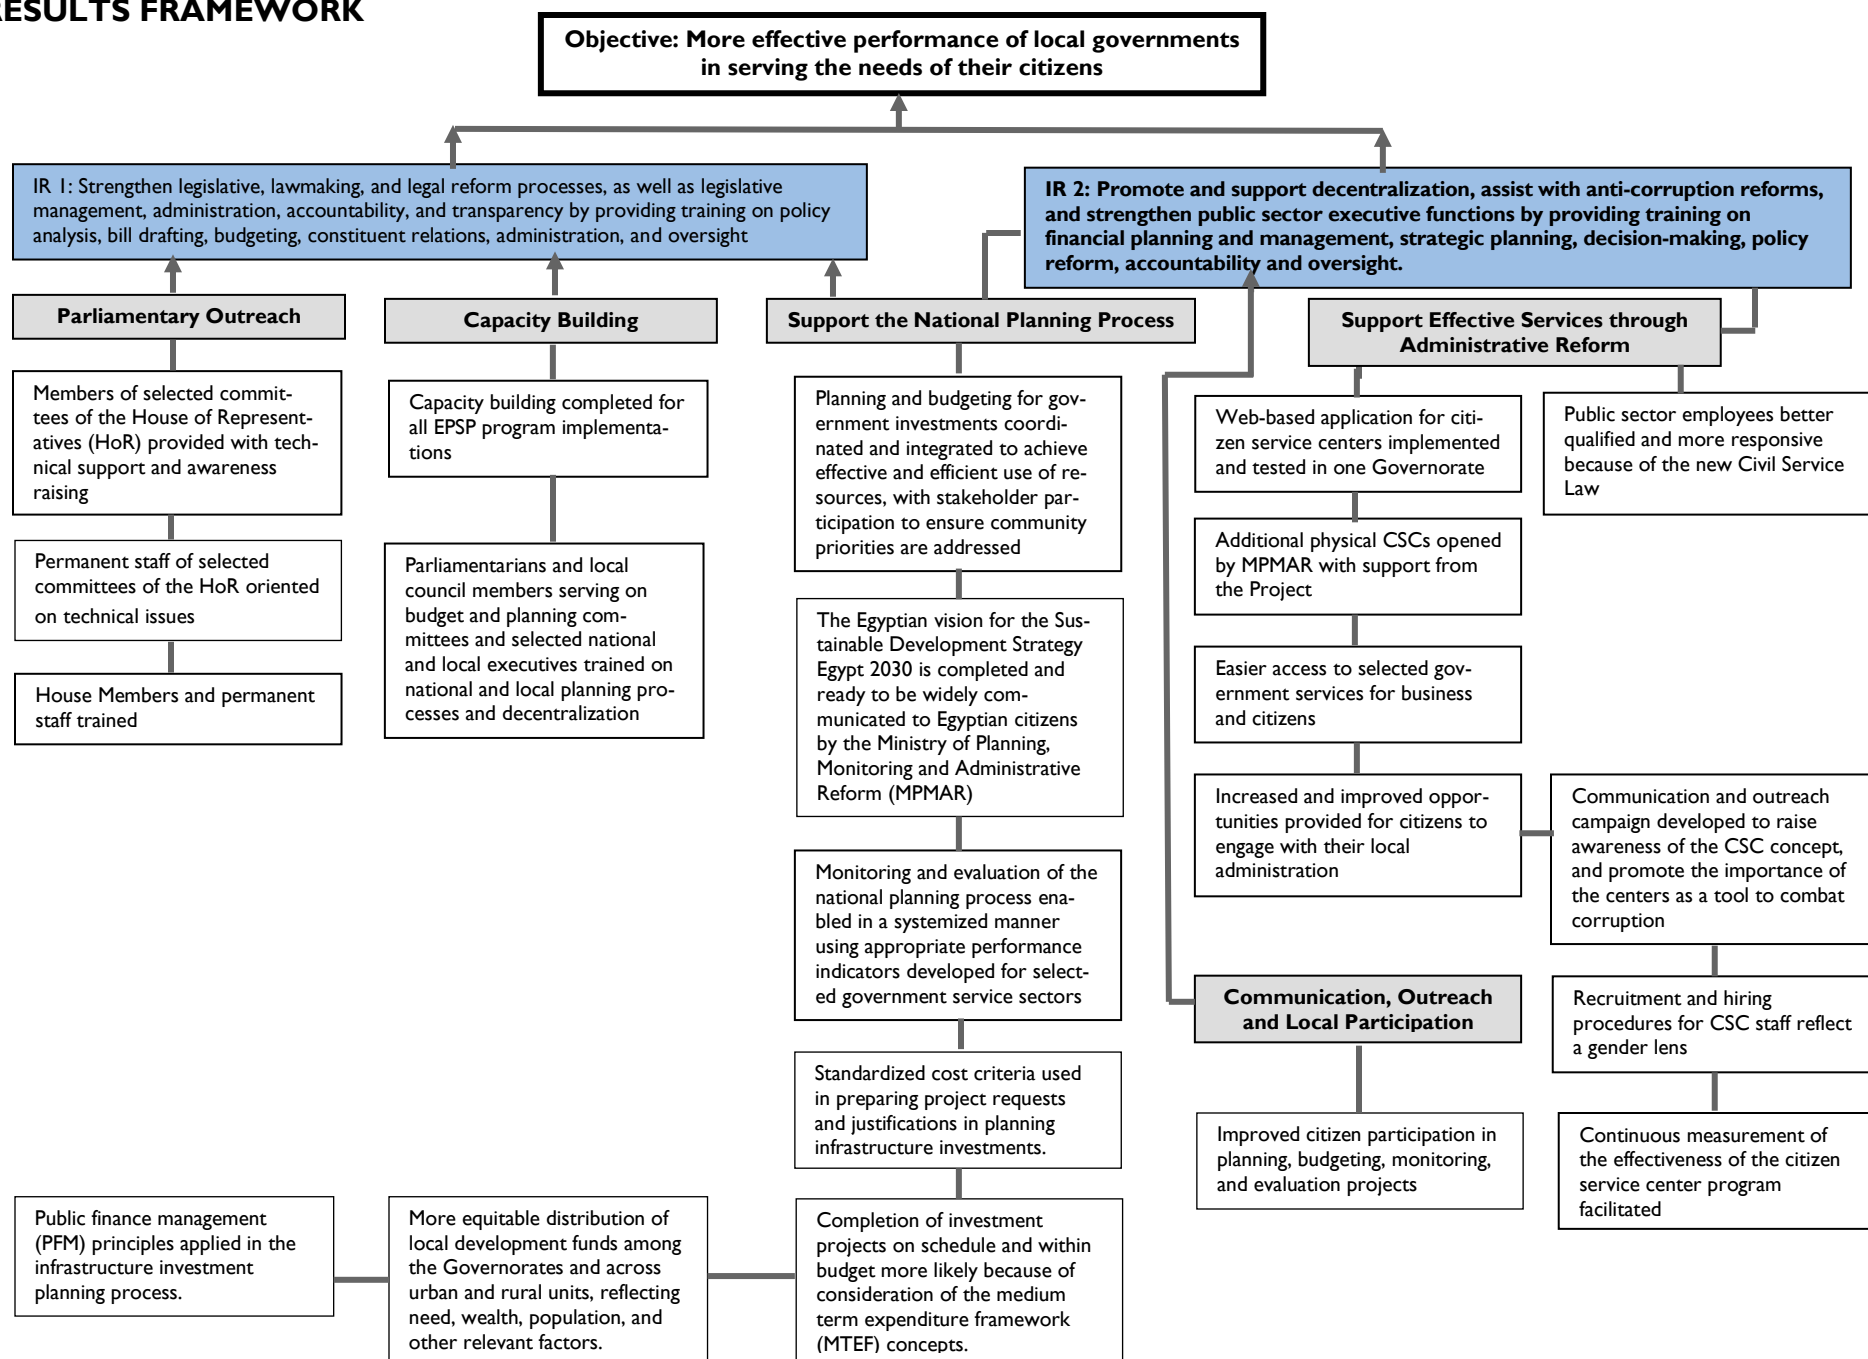 RESULTS FRAMEWORK
Objective: More effective performance of local governments
in serving the needs of their citizens
IR 1: Strengthen legislative, lawmaking, and legal reform processes, as well as legislative
management, administration, accountability, and transparency by providing training on policy
analysis, bill drafting, budgeting, constituent relations, administration, and oversight
IR 2: Promote and support decentralization, assist with anti-corruption reforms,
and strengthen public sector executive functions by providing training on
financial planning and management, strategic planning, decision-making, policy
reform, accountability and oversight.
Parliamentary Outreach
Members of selected commit-
tees of the House of Represent-
atives (HoR) provided with tech-
nical support and awareness
raising
Permanent staff of selected
committees of the HoR oriented
on technical issues
House Members and permanent
staff trained
Capacity Building
Capacity building completed for
all EPSP program implementa-
tions
Parliamentarians and local
council members serving on
budget and planning com-
mittees and selected national
and local executives trained on
national and local planning pro-
cesses and decentralization
Support the National Planning Process
Planning and budgeting for gov-
ernment investments coordi-
nated and integrated to achieve
effective and efficient use of re-
sources, with stakeholder par-
ticipation to ensure community
priorities are addressed
The Egyptian vision for the Sus-
tainable Development Strategy
Egypt 2030 is completed and
ready to be widely com-
municated to Egyptian citizens
by the Ministry of Planning,
Monitoring and Administrative
Reform (MPMAR)
Monitoring and evaluation of the
national planning process ena-
bled in a systemized manner
using appropriate performance
indicators developed for select-
ed government service sectors
Standardized cost criteria used
in preparing project requests
and justifications in planning
infrastructure investments.
Completion of investment
projects on schedule and within
budget more likely because of
consideration of the medium
term expenditure framework
(MTEF) concepts.
More equitable distribution of
local development funds among
the Governorates and across
urban and rural units, reflecting
need, wealth, population, and
other relevant factors.
Public finance management
(PFM) principles applied in the
infrastructure investment
planning process.
Support Effective Services through
Administrative Reform
Web-based application for citi-
zen service centers implemented
and tested in one Governorate
Additional physical CSCs opened
by MPMAR with support from
the Project
Easier access to selected gov-
ernment services for business
and citizens
Increased and improved oppor-
tunities provided for citizens to
engage with their local
administration
Public sector employees better
qualified and more responsive
because of the new Civil Service
Law
Communication and outreach
campaign developed to raise
awareness of the CSC concept,
and promote the importance of
the centers as a tool to combat
corruption
Recruitment and hiring
procedures for CSC staff reflect
a gender lens
Continuous measurement of
the effectiveness of the citizen
service center program
facilitated
Communication, Outreach
and Local Participation
Improved citizen participation in
planning, budgeting, monitoring,
and evaluation projects